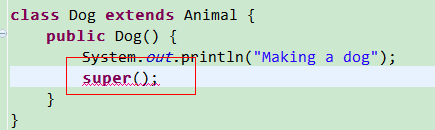 class Dog extends Animal {
    public Dog() {
        System.out.println("Making a dog");
        super();
    }
}